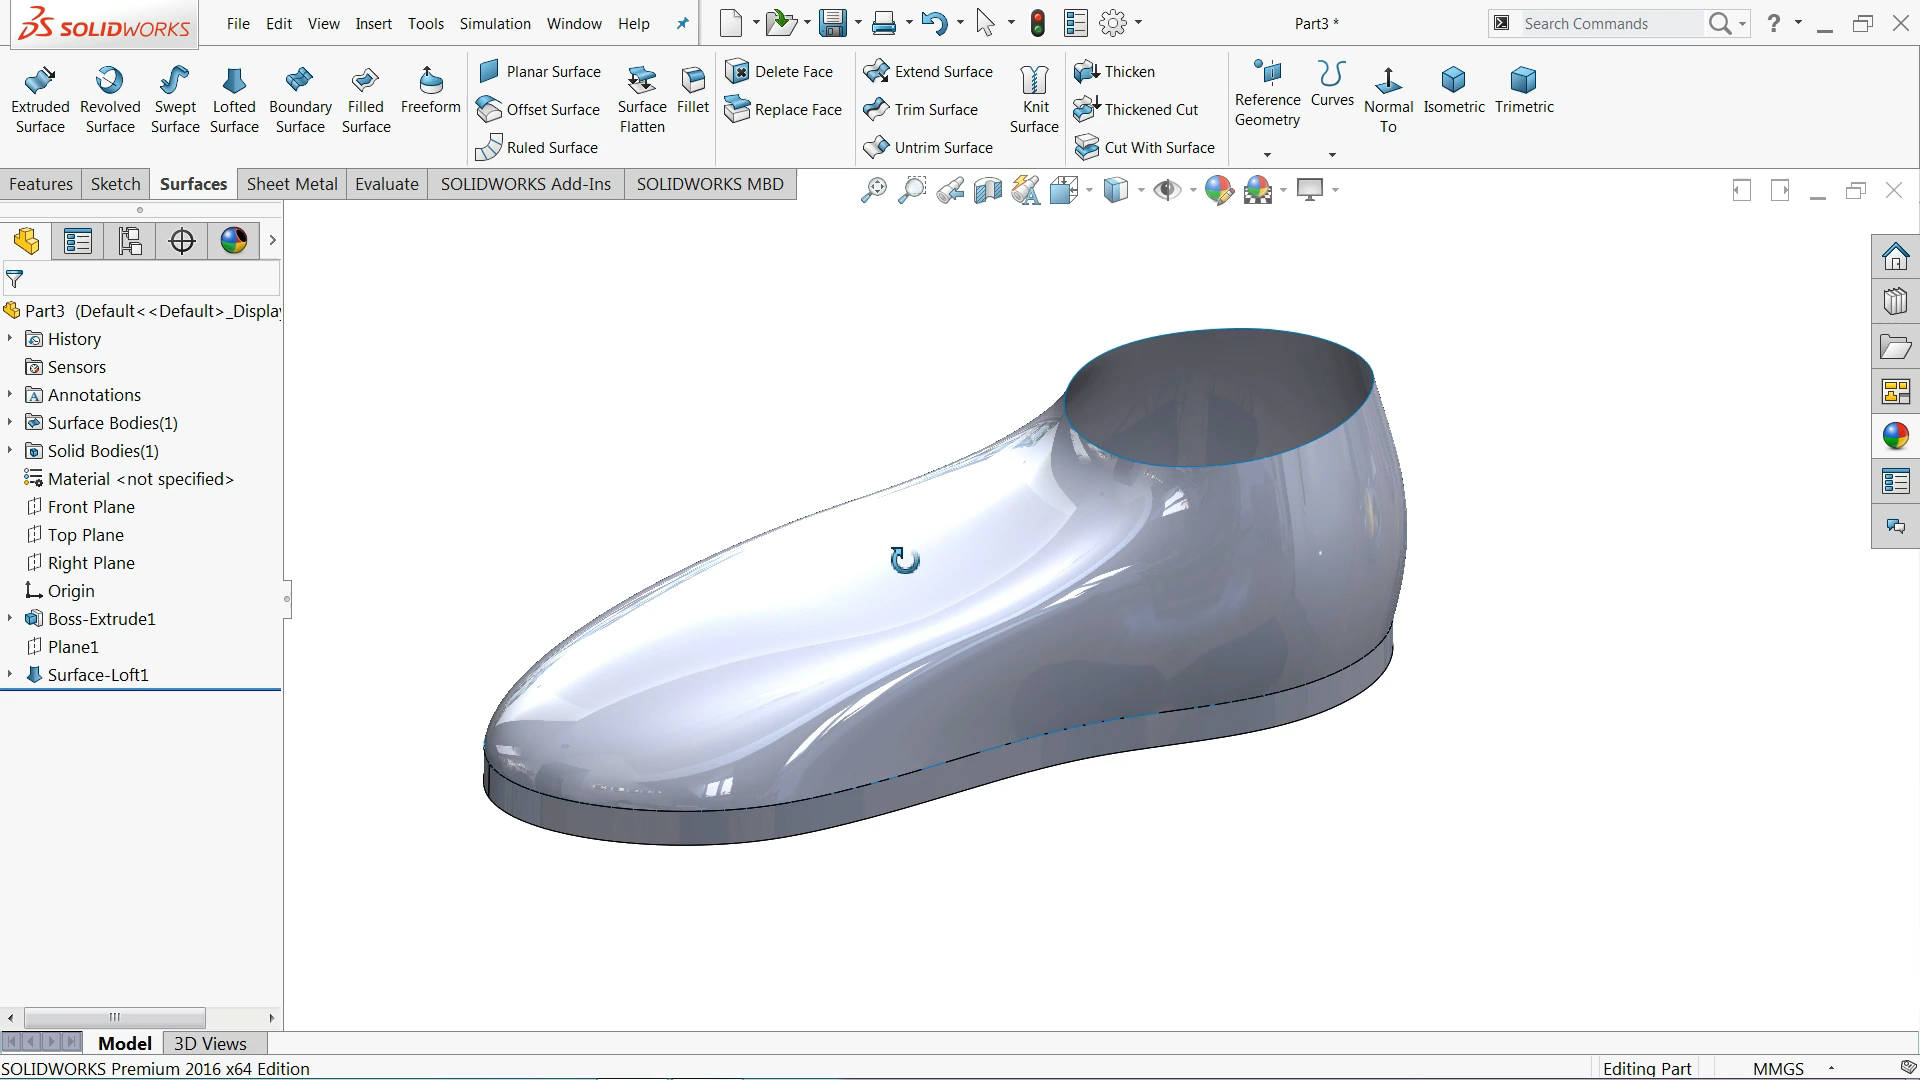 SOLIDWORKS
File Edit View Insert Tools Simulation Window Help
Part3 *
Search Commands
?
Extruded Surface
Revolved Surface
Swept Surface
Lofted Surface
Boundary Surface
Filled Surface
Freeform
Planar Surface
Offset Surface
Ruled Surface
Surface Flatten
Fillet
Delete Face
Replace Face
Extend Surface
Trim Surface
Untrim Surface
Knit Surface
Thicken
Thickened Cut
Cut With Surface
Reference Geometry
Curves
Normal To
Isometric
Trimetric
Features Sketch Surfaces Sheet Metal Evaluate SOLIDWORKS Add-Ins SOLIDWORKS MBD
Part3 (Default<<Default>_Displa
History
Sensors
Annotations
Surface Bodies(1)
Solid Bodies(1)
Material <not specified>
Front Plane
Top Plane
Right Plane
Origin
Boss-Extrude1
Plane1
Surface-Loft1
Model 3D Views
SOLIDWORKS Premium 2016 x64 Edition
Editing Part
MMGS